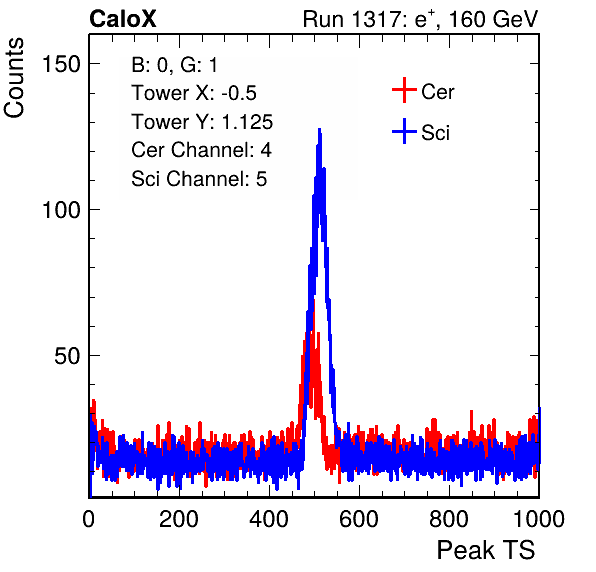 CaloX Run 1317: e⁺, 160 GeV
Counts
150
100
50
B: 0, G: 1
Tower X: -0.5
Tower Y: 1.125
Cer Channel: 4
Sci Channel: 5
Cer
Sci
0 200 400 600 800 1000
Peak TS